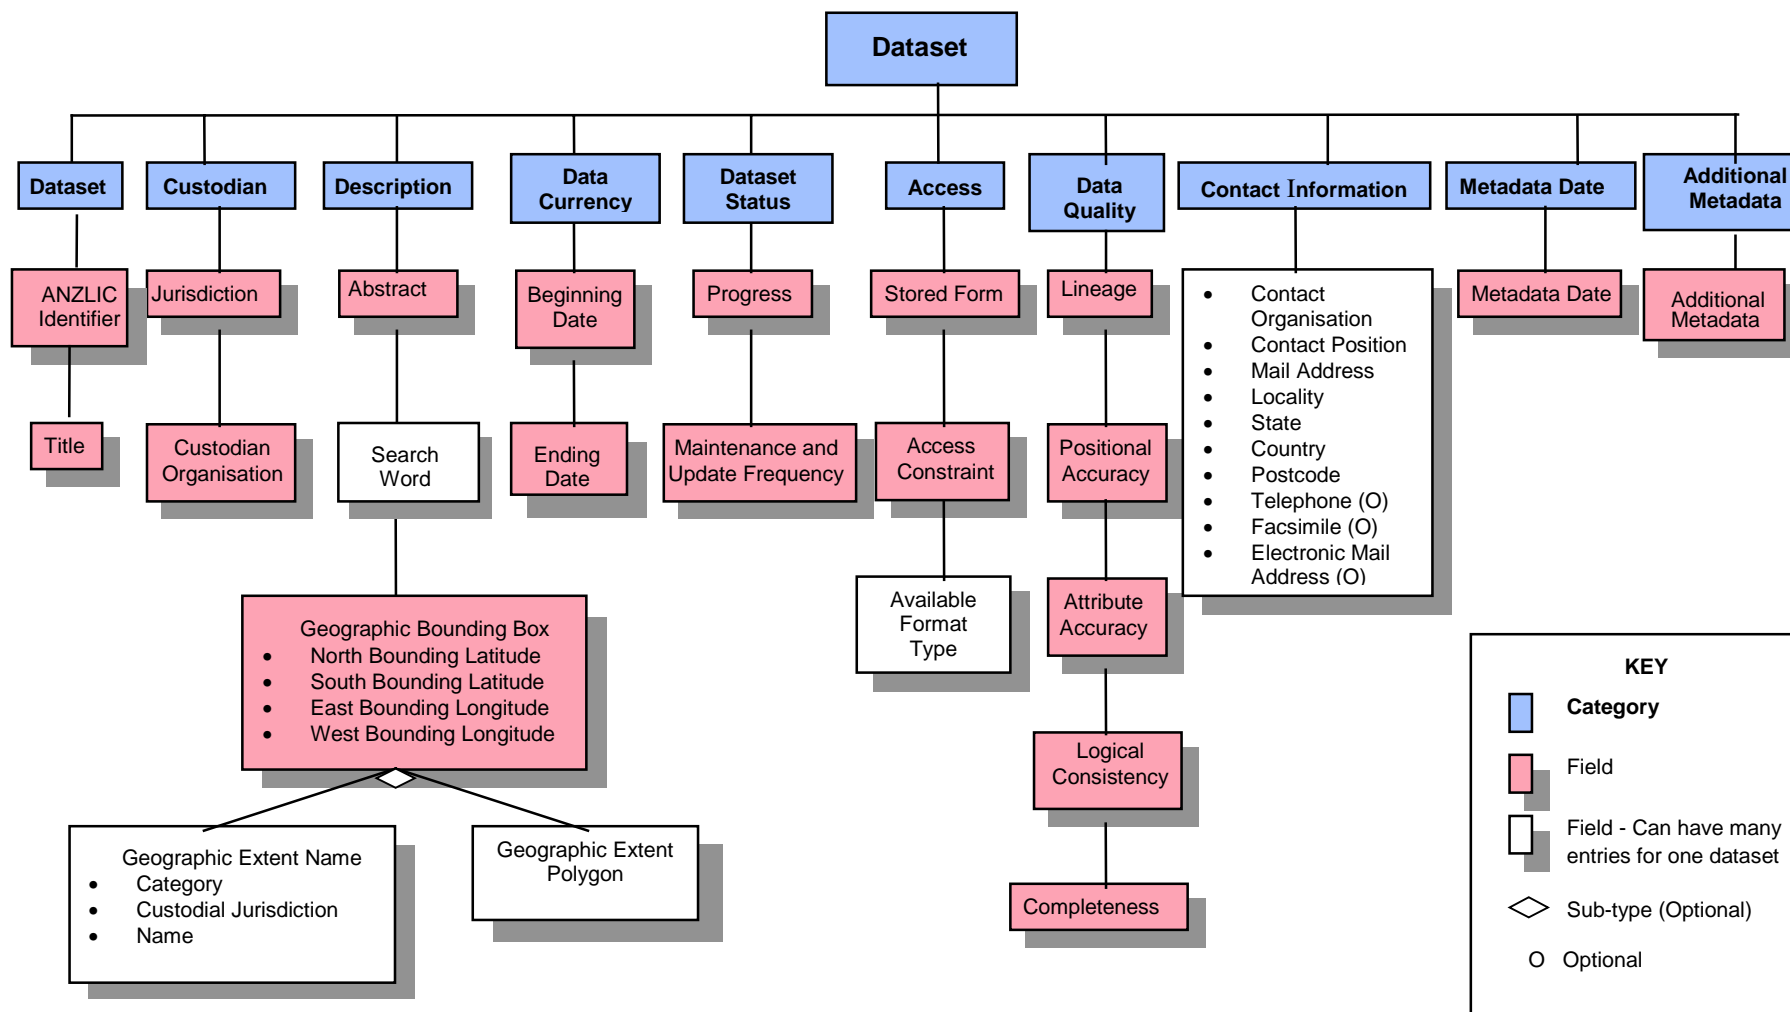 Dataset
Dataset
Custodian
Description
Data
Currency
Dataset
Status
Access
Data
Quality
Contact Information
Metadata Date
Additional
Metadata
ANZLIC
Identifier
Jurisdiction
Abstract
Beginning
Date
Progress
Stored Form
Lineage
• Contact
Organisation
• Contact Position
• Mail Address
• Locality
• State
• Country
• Postcode
• Telephone (O)
• Facsimile (O)
• Electronic Mail
Address (O)
Metadata Date
Additional
Metadata
Title
Custodian
Organisation
Search
Word
Ending
Date
Maintenance and
Update Frequency
Access
Constraint
Positional
Accuracy
Geographic Bounding Box
• North Bounding Latitude
• South Bounding Latitude
• East Bounding Longitude
• West Bounding Longitude
Available
Format
Type
Attribute
Accuracy
Logical
Consistency
Completeness
Geographic Extent Name
• Category
• Custodial Jurisdiction
• Name
Geographic Extent
Polygon
KEY
Category
Field
Field - Can have many
entries for one dataset
Sub-type (Optional)
O Optional